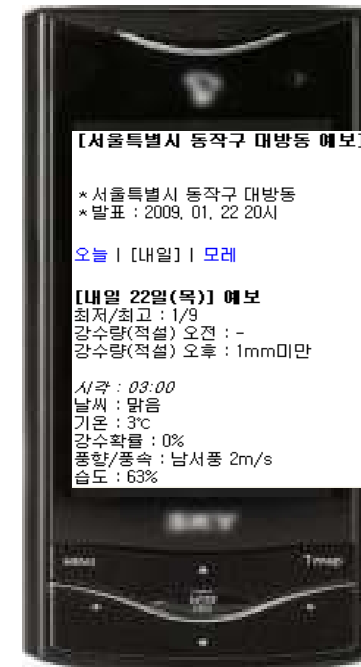 [서울특별시 동작구 대방동 예보]
* 서울특별시 동작구 대방동
* 발표 : 2009. 01. 22 20시
오늘 | [내일] | 모레
[내일 22일(목)] 예보
최저/최고 : 1/9
강수량(적설) 오전 : -
강수량(적설) 오후 : 1mm미만
시각 : 03:00
날씨 : 맑음
기온 : 3℃
강수확률 : 0%
풍향/풍속 : 남서풍 2m/s
습도 : 63%
SKY
MENU